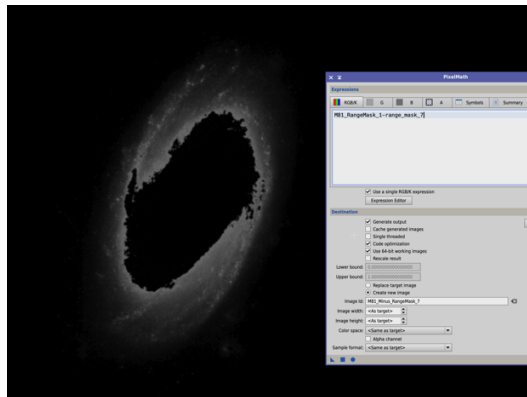 PixelMath
Expressions
RGB/K G B A Symbols Summary
M81_RangeMask_1-range_mask_7
Use a single RGB/K expression
Expression Editor
Destination
Generate output
Cache generated images
Single threaded
Code optimization
Use 64-bit working images
Rescale result
Lower bound:
Upper bound:
Replace target image
Create new image
Image Id: M81_Minus_RangeMask_7
Image width: <As target>
Image height: <As target>
Color space: <Same as target>
Alpha channel
Sample format: <Same as target>